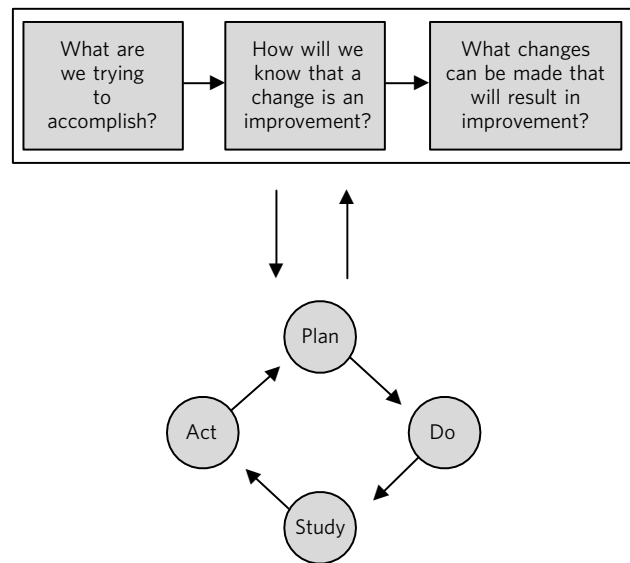 What are
we trying
to
accomplish?
How will we
know that a
change is an
improvement?
What changes
can be made that
will result in
improvement?
Plan
Act
Do
Study